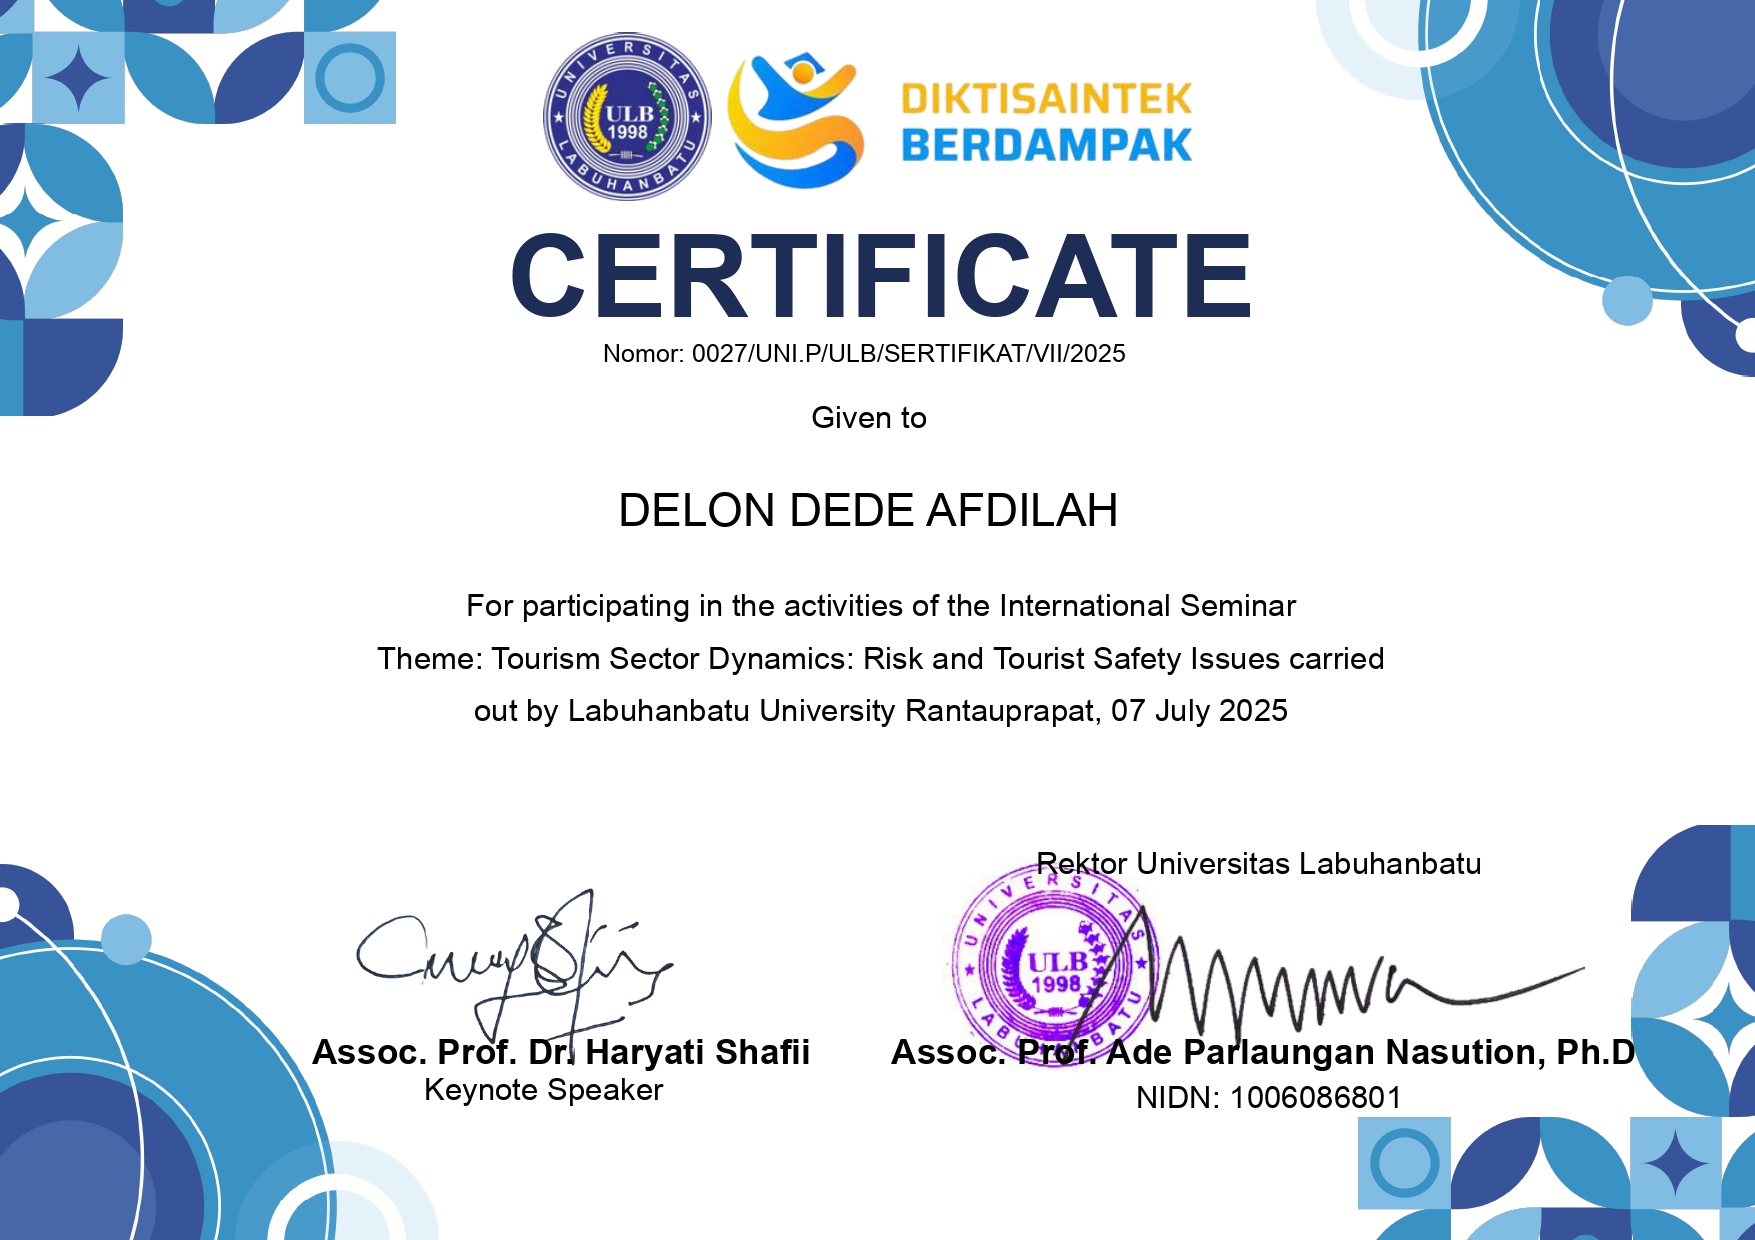 UNIVERSITAS LABUHANBATU
ULB
1998
DIKTISAINTEK
BERDAMPAK
CERTIFICATE
Nomor: 0027/UNI.P/ULB/SERTIFIKAT/VII/2025
Given to
DELON DEDE AFDILAH
For participating in the activities of the International Seminar
Theme: Tourism Sector Dynamics: Risk and Tourist Safety Issues carried
out by Labuhanbatu University Rantauprapat, 07 July 2025
Rektor Universitas Labuhanbatu
UNIVERSITAS LABUHANBATU
ULB
1998
Assoc. Prof. Dr. Haryati Shafii
Keynote Speaker
Assoc. Prof. Ade Parlaungan Nasution, Ph.D
NIDN: 1006086801